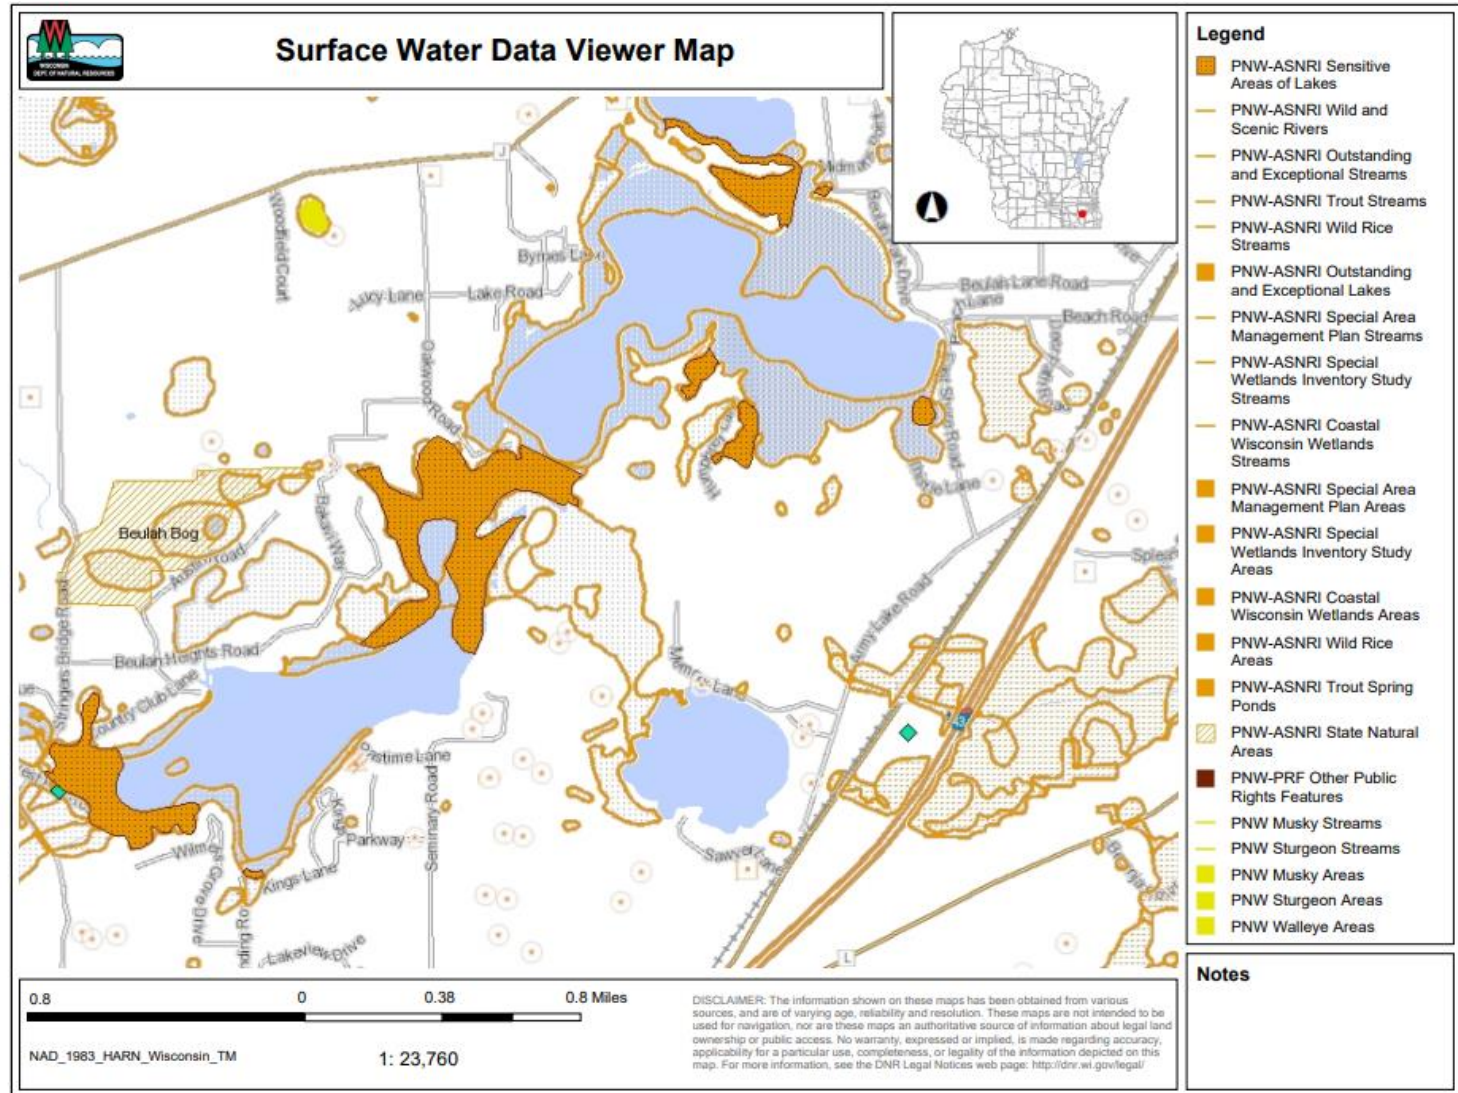 WISCONSIN
DEPT. OF NATURAL RESOURCES
Surface Water Data Viewer Map
J
Woodfield Court
Byrnes Lane
Lucy Lane
Lake Road
Oakwood Road
Beulah Park Drive
Beulah Lane Road
Beach Road
East Shore Road
Army Lake Road
Beulah Bog
Austin Road
Bakari Way
Stringers Bridge Road
Beulah Heights Road
Country Club Lane
Pastime Lane
Seminary Road
Kings
Parkway
Kings Lane
Lakeview Drive
Sawyer Lane
43
L
Legend
PNW-ASNRI Sensitive
Areas of Lakes
PNW-ASNRI Wild and
Scenic Rivers
PNW-ASNRI Outstanding
and Exceptional Streams
PNW-ASNRI Trout Streams
PNW-ASNRI Wild Rice
Streams
PNW-ASNRI Outstanding
and Exceptional Lakes
PNW-ASNRI Special Area
Management Plan Streams
PNW-ASNRI Special
Wetlands Inventory Study
Streams
PNW-ASNRI Coastal
Wisconsin Wetlands
Streams
PNW-ASNRI Special Area
Management Plan Areas
PNW-ASNRI Special
Wetlands Inventory Study
Areas
PNW-ASNRI Coastal
Wisconsin Wetlands Areas
PNW-ASNRI Wild Rice
Areas
PNW-ASNRI Trout Spring
Ponds
PNW-ASNRI State Natural
Areas
PNW-PRF Other Public
Rights Features
PNW Musky Streams
PNW Sturgeon Streams
PNW Musky Areas
PNW Sturgeon Areas
PNW Walleye Areas
Notes
0.8 0 0.38 0.8 Miles
NAD_1983_HARN_Wisconsin_TM
1: 23,760
DISCLAIMER: The information shown on these maps has been obtained from various
sources, and are of varying age, reliability and resolution. These maps are not intended to be
used for navigation, nor are these maps an authoritative source of information about legal land
ownership or public access. No warranty, expressed or implied, is made regarding accuracy,
applicability for a particular use, completeness, or legality of the information depicted on this
map. For more information, see the DNR Legal Notices web page: http://dnr.wi.gov/legal/